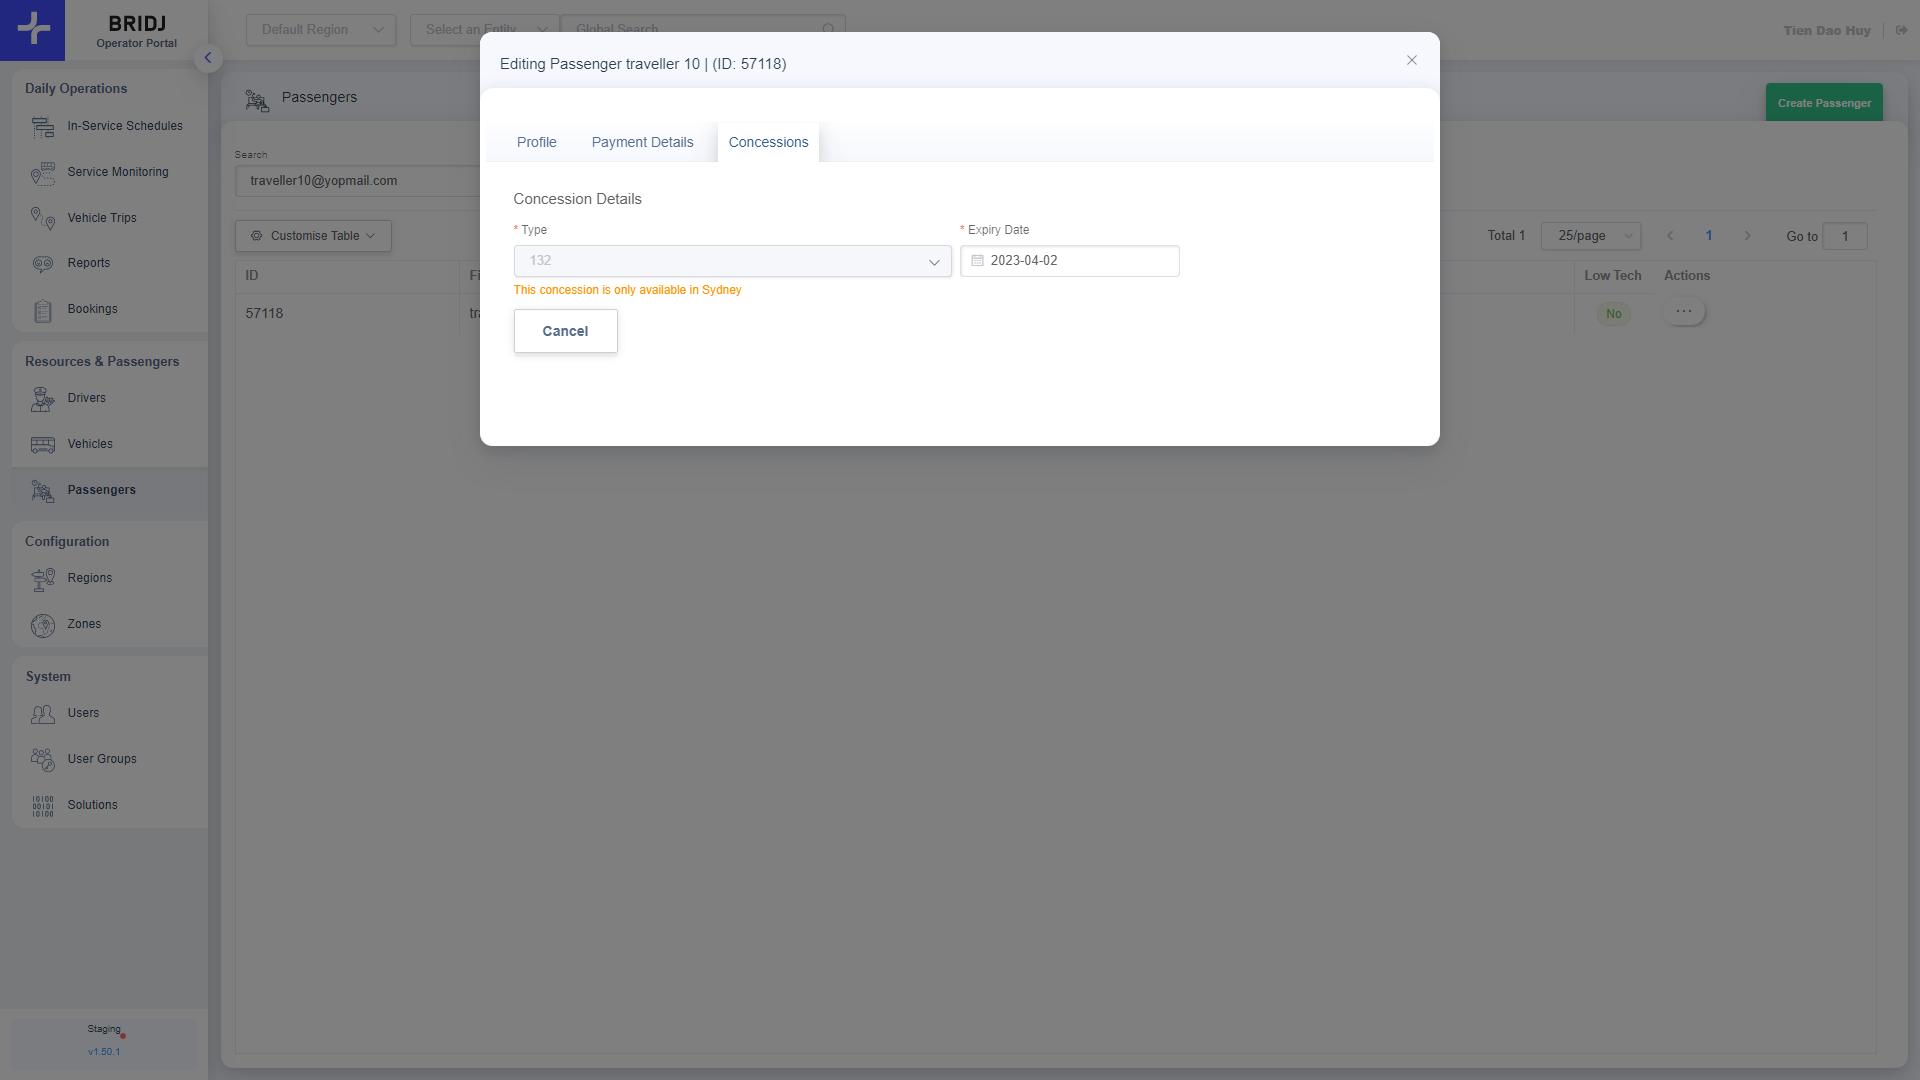 BRIDJ
Operator Portal
Default Region
Select an Entity
Global Search
Tien Dao Huy
Daily Operations
In-Service Schedules
Service Monitoring
Vehicle Trips
Reports
Bookings
Resources & Passengers
Drivers
Vehicles
Passengers
Configuration
Regions
Zones
System
Users
User Groups
Solutions
Staging
v1.50.1
Passengers
Create Passenger
Search
traveller10@yopmail.com
Customise Table
Total 1
25/page
1
Go to
1
ID
Fi
Low Tech
Actions
57118
tr
No
Editing Passenger traveller 10 | (ID: 57118)
Profile
Payment Details
Concessions
Concession Details
* Type
* Expiry Date
132
2023-04-02
This concession is only available in Sydney
Cancel